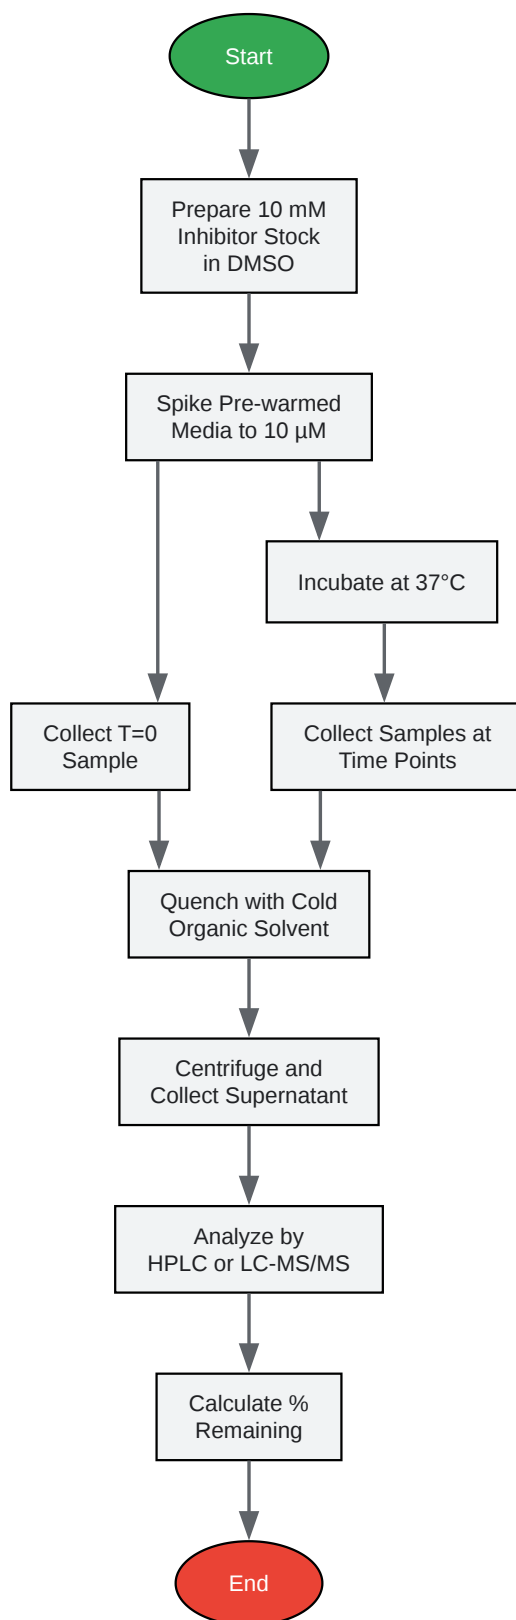 Start
Prepare 10 mM
Inhibitor Stock
in DMSO
Spike Pre-warmed
Media to 10 µM
Incubate at 37°C
Collect T=0
Sample
Collect Samples at
Time Points
Quench with Cold
Organic Solvent
Centrifuge and
Collect Supernatant
Analyze by
HPLC or LC-MS/MS
Calculate %
Remaining
End